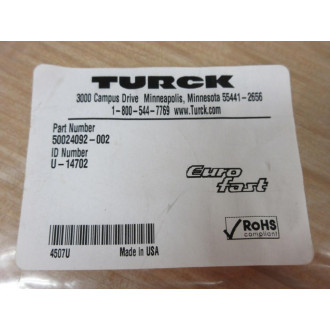 TURCK
3000 Campus Drive Minneapolis, Minnesota 55441-2656
1-800-544-7769 www.Turck.com
Part Number
50024092-002
ID Number
U-14702
Euro
fast
RoHS
compliant
4507U
Made in USA